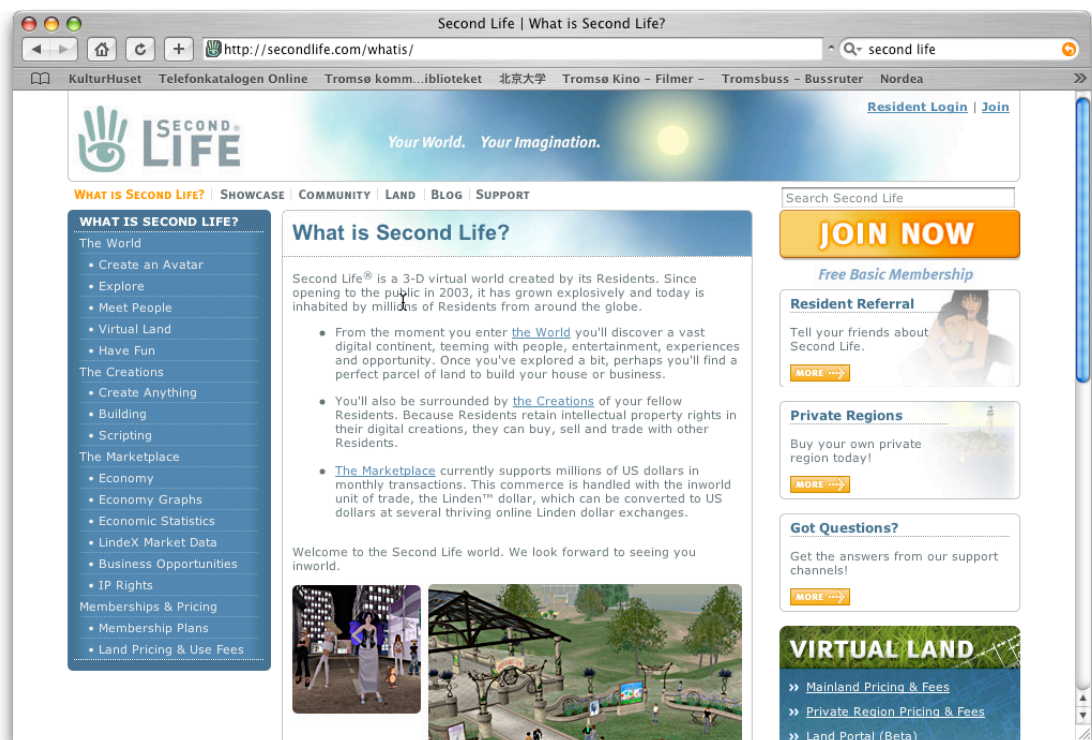 Second Life | What is Second Life?
http://secondlife.com/whatis/
second life
KulturHuset Telefonkatalogen Online Tromsø komm...iblioteket 北京大学 Tromsø Kino – Filmer – Tromsbuss – Bussruter Nordea
Resident Login | Join
SECOND®
LIFE
Your World. Your Imagination.
WHAT IS SECOND LIFE? SHOWCASE COMMUNITY LAND BLOG SUPPORT
Search Second Life
WHAT IS SECOND LIFE?
The World
• Create an Avatar
• Explore
• Meet People
• Virtual Land
• Have Fun
The Creations
• Create Anything
• Building
• Scripting
The Marketplace
• Economy
• Economy Graphs
• Economic Statistics
• LindeX Market Data
• Business Opportunities
• IP Rights
Memberships & Pricing
• Membership Plans
• Land Pricing & Use Fees
What is Second Life?
Second Life® is a 3-D virtual world created by its Residents. Since
opening to the public in 2003, it has grown explosively and today is
inhabited by millions of Residents from around the globe.
• From the moment you enter the World you'll discover a vast
digital continent, teeming with people, entertainment, experiences
and opportunity. Once you've explored a bit, perhaps you'll find a
perfect parcel of land to build your house or business.
• You'll also be surrounded by the Creations of your fellow
Residents. Because Residents retain intellectual property rights in
their digital creations, they can buy, sell and trade with other
Residents.
• The Marketplace currently supports millions of US dollars in
monthly transactions. This commerce is handled with the inworld
unit of trade, the Linden™ dollar, which can be converted to US
dollars at several thriving online Linden dollar exchanges.
Welcome to the Second Life world. We look forward to seeing you
inworld.
JOIN NOW
Free Basic Membership
Resident Referral
Tell your friends about
Second Life.
MORE
Private Regions
Buy your own private
region today!
MORE
Got Questions?
Get the answers from our support
channels!
MORE
VIRTUAL LAND
›› Mainland Pricing & Fees
›› Private Region Pricing & Fees
›› Land Portal (Beta)